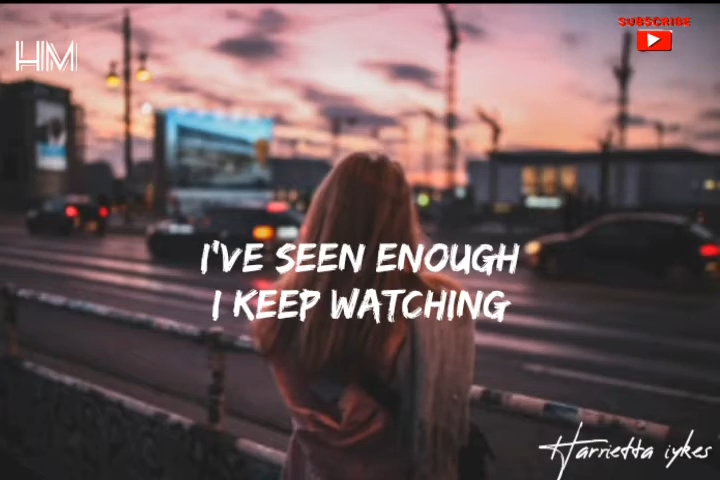 HM
SUBSCRIBE
I'VE SEEN ENOUGH
I KEEP WATCHING
Harrietta iykes